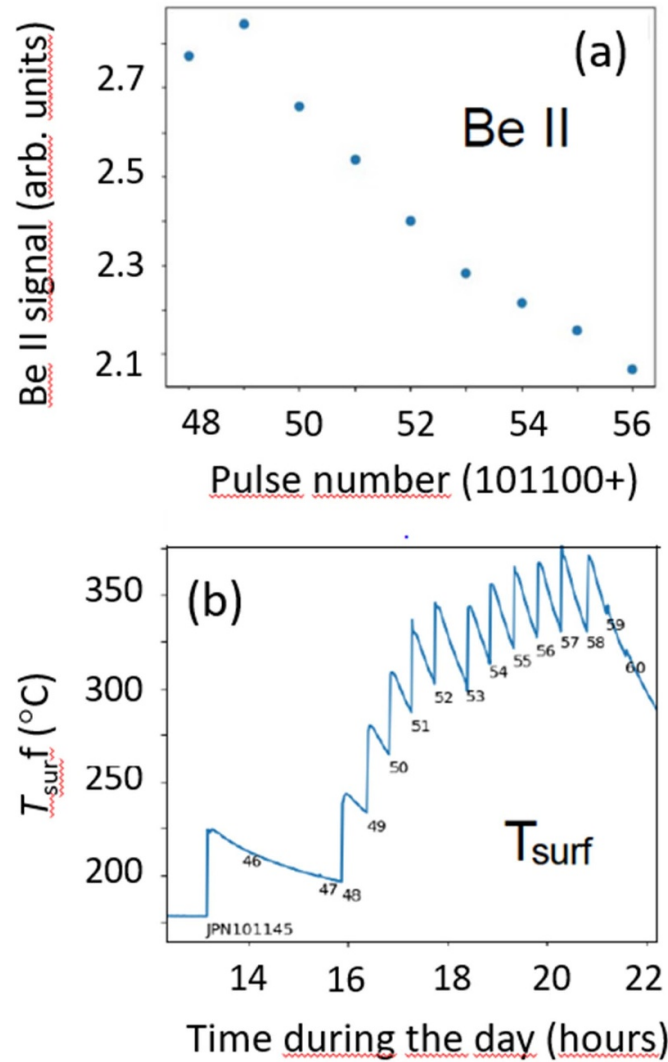 (a)
Be II
Be II signal (arb. units)
2.7
2.5
2.3
2.1
48 50 52 54 56
Pulse number (101100+)
(b)
T_surf (°C)
350
300
250
200
JPN101145
46
47
48
49
50
51
52
53
54
55
56
57
58
59
60
Tsurf
14 16 18 20 22
Time during the day (hours)